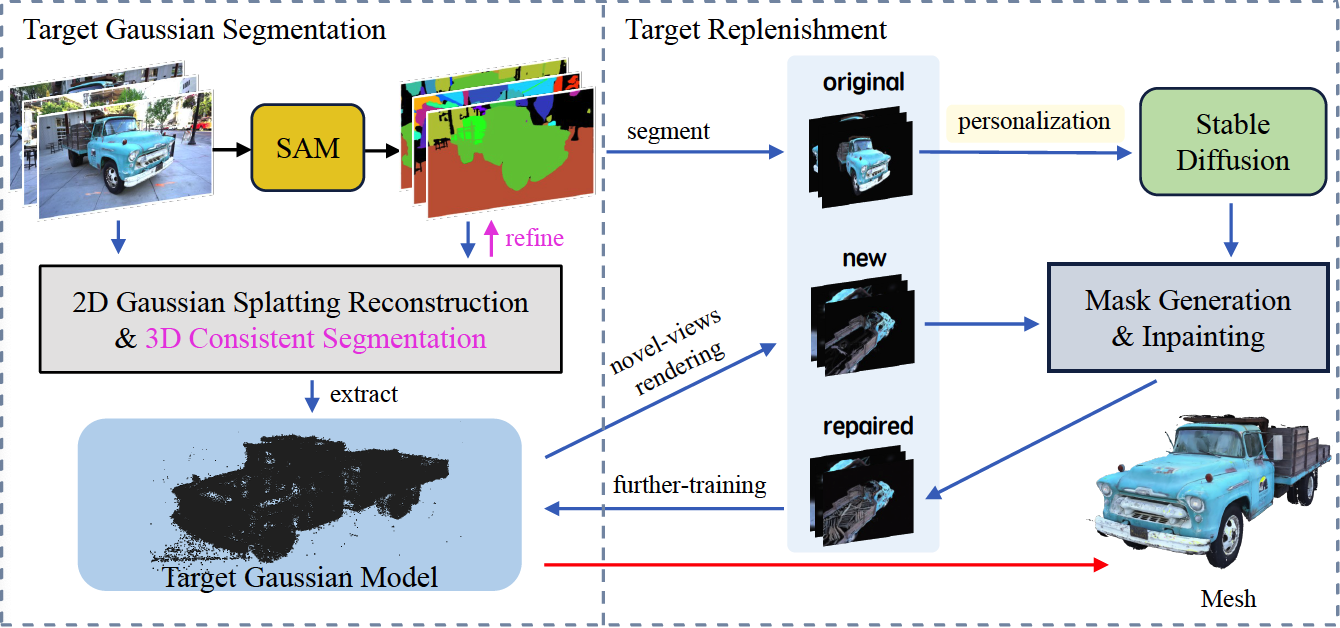 Target Gaussian Segmentation
SAM
refine
2D Gaussian Splatting Reconstruction
& 3D Consistent Segmentation
extract
Target Gaussian Model
Target Replenishment
segment
original
personalization
Stable
Diffusion
new
novel-views
rendering
Mask Generation
& Inpainting
repaired
further-training
Mesh